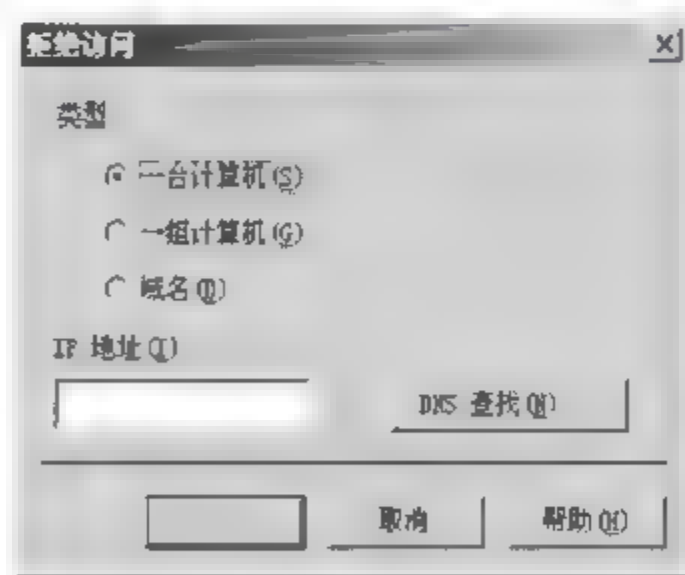 拒绝访问
类型
一台计算机(S)
一组计算机(G)
域名(D)
IP 地址(I)
DNS 查找(N)
取消
帮助(H)